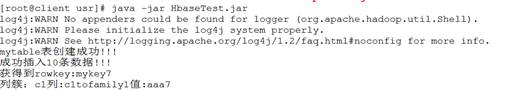 [root@client usr]# java -jar HbaseTest.jar
log4j:WARN No appenders could be found for logger (org.apache.hadoop.util.Shell).
log4j:WARN Please initialize the log4j system properly.
log4j:WARN See http://logging.apache.org/log4j/1.2/faq.html#noconfig for more info.
mytable表创建成功!!!
成功插入10条数据!!!
获得到rowkey:mykey7
列簇: c1列:c1tofamily1值:aaa7